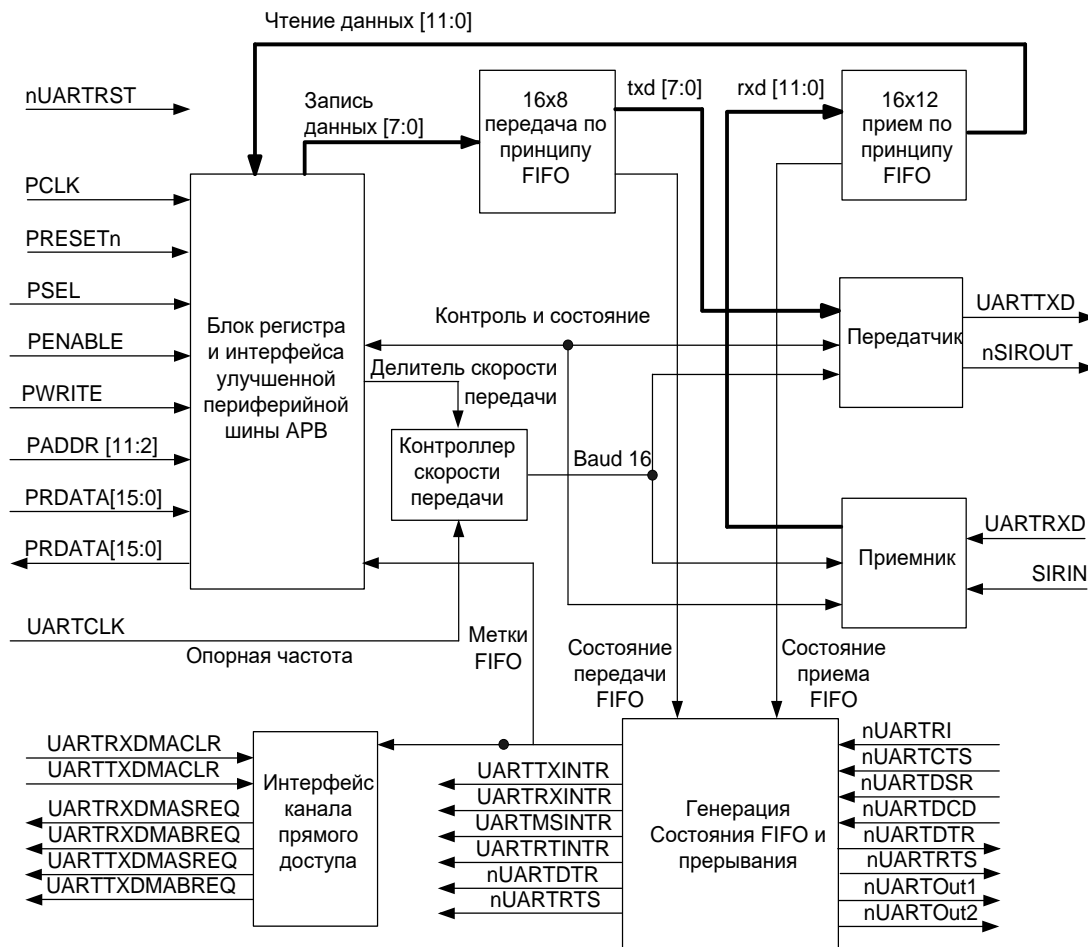 Чтение данных [11:0]
nUARTRST
Запись
данных [7:0]
16x8
передача по
принципу
FIFO
txd [7:0]
rxd [11:0]
16x12
прием по
принципу
FIFO
PCLK
PRESETn
PSEL
PENABLE
PWRITE
PADDR [11:2]
PRDATA[15:0]
PRDATA[15:0]
Блок регистра
и интерфейса
улучшенной
периферийной
шины APB
Контроль и состояние
Делитель скорости
передачи
Контроллер
скорости
передачи
Baud 16
Передатчик
UARTTXD
nSIROUT
Приемник
UARTRXD
SIRIN
UARTCLK
Опорная частота
Метки
FIFO
Состояние
передачи
FIFO
Состояние
приема
FIFO
UARTRXDMACLR
UARTTXDMACLR
UARTRXDMASREQ
UARTRXDMABREQ
UARTTXDMASREQ
UARTTXDMABREQ
Интерфейс
канала
прямого
доступа
UARTTXINTR
UARTRXINTR
UARTMSINTR
UARTRTINTR
nUARTDTR
nUARTRTS
Генерация
Состояния FIFO и
прерывания
nUARTRI
nUARTCTS
nUARTDSR
nUARTDCD
nUARTDTR
nUARTRTS
nUARTOut1
nUARTOut2